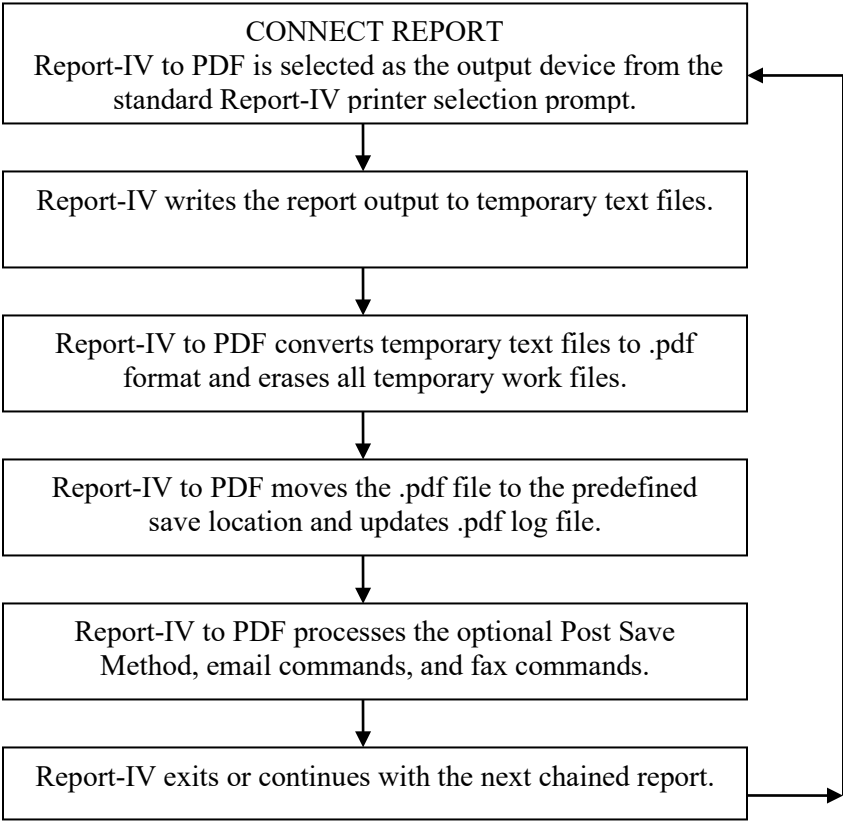 CONNECT REPORT
Report-IV to PDF is selected as the output device from the
standard Report-IV printer selection prompt.
Report-IV writes the report output to temporary text files.
Report-IV to PDF converts temporary text files to .pdf
format and erases all temporary work files.
Report-IV to PDF moves the .pdf file to the predefined
save location and updates .pdf log file.
Report-IV to PDF processes the optional Post Save
Method, email commands, and fax commands.
Report-IV exits or continues with the next chained report.